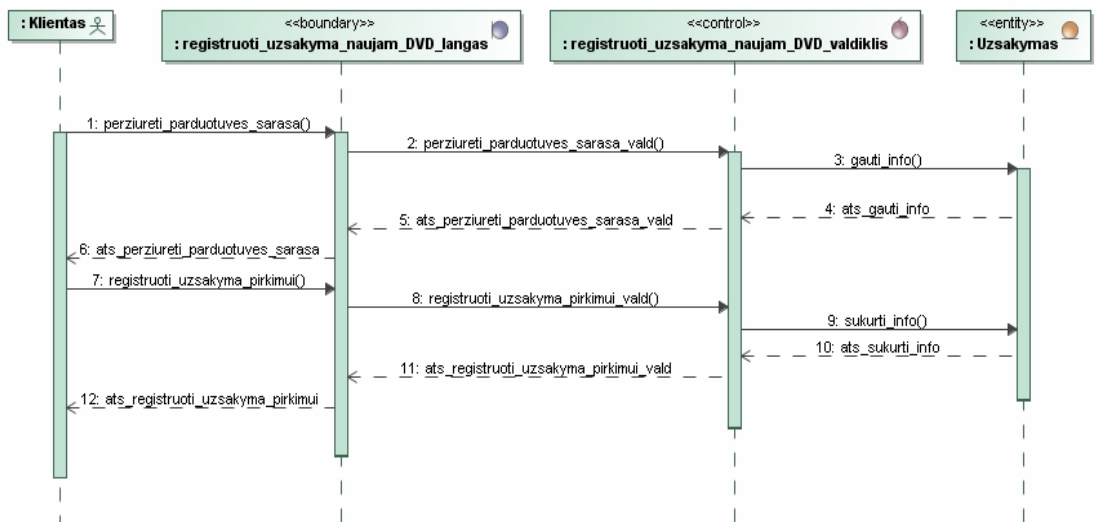 : Klientas
<<boundary>>
: registruoti_uzsakyma_naujam_DVD_langas
<<control>>
: registruoti_uzsakyma_naujam_DVD_valdiklis
<<entity>>
: Uzsakymas
1: perziureti_parduotuves_sarasa()
2: perziureti_parduotuves_sarasa_vald()
3: gauti_info()
4: ats_gauti_info
5: ats_perziureti_parduotuves_sarasa_vald
6: ats_perziureti_parduotuves_sarasa
7: registruoti_uzsakyma_pirkimui()
8: registruoti_uzsakyma_pirkimui_vald()
9: sukurti_info()
10: ats_sukurti_info
11: ats_registruoti_uzsakyma_pirkimui_vald
12: ats_registruoti_uzsakyma_pirkimui